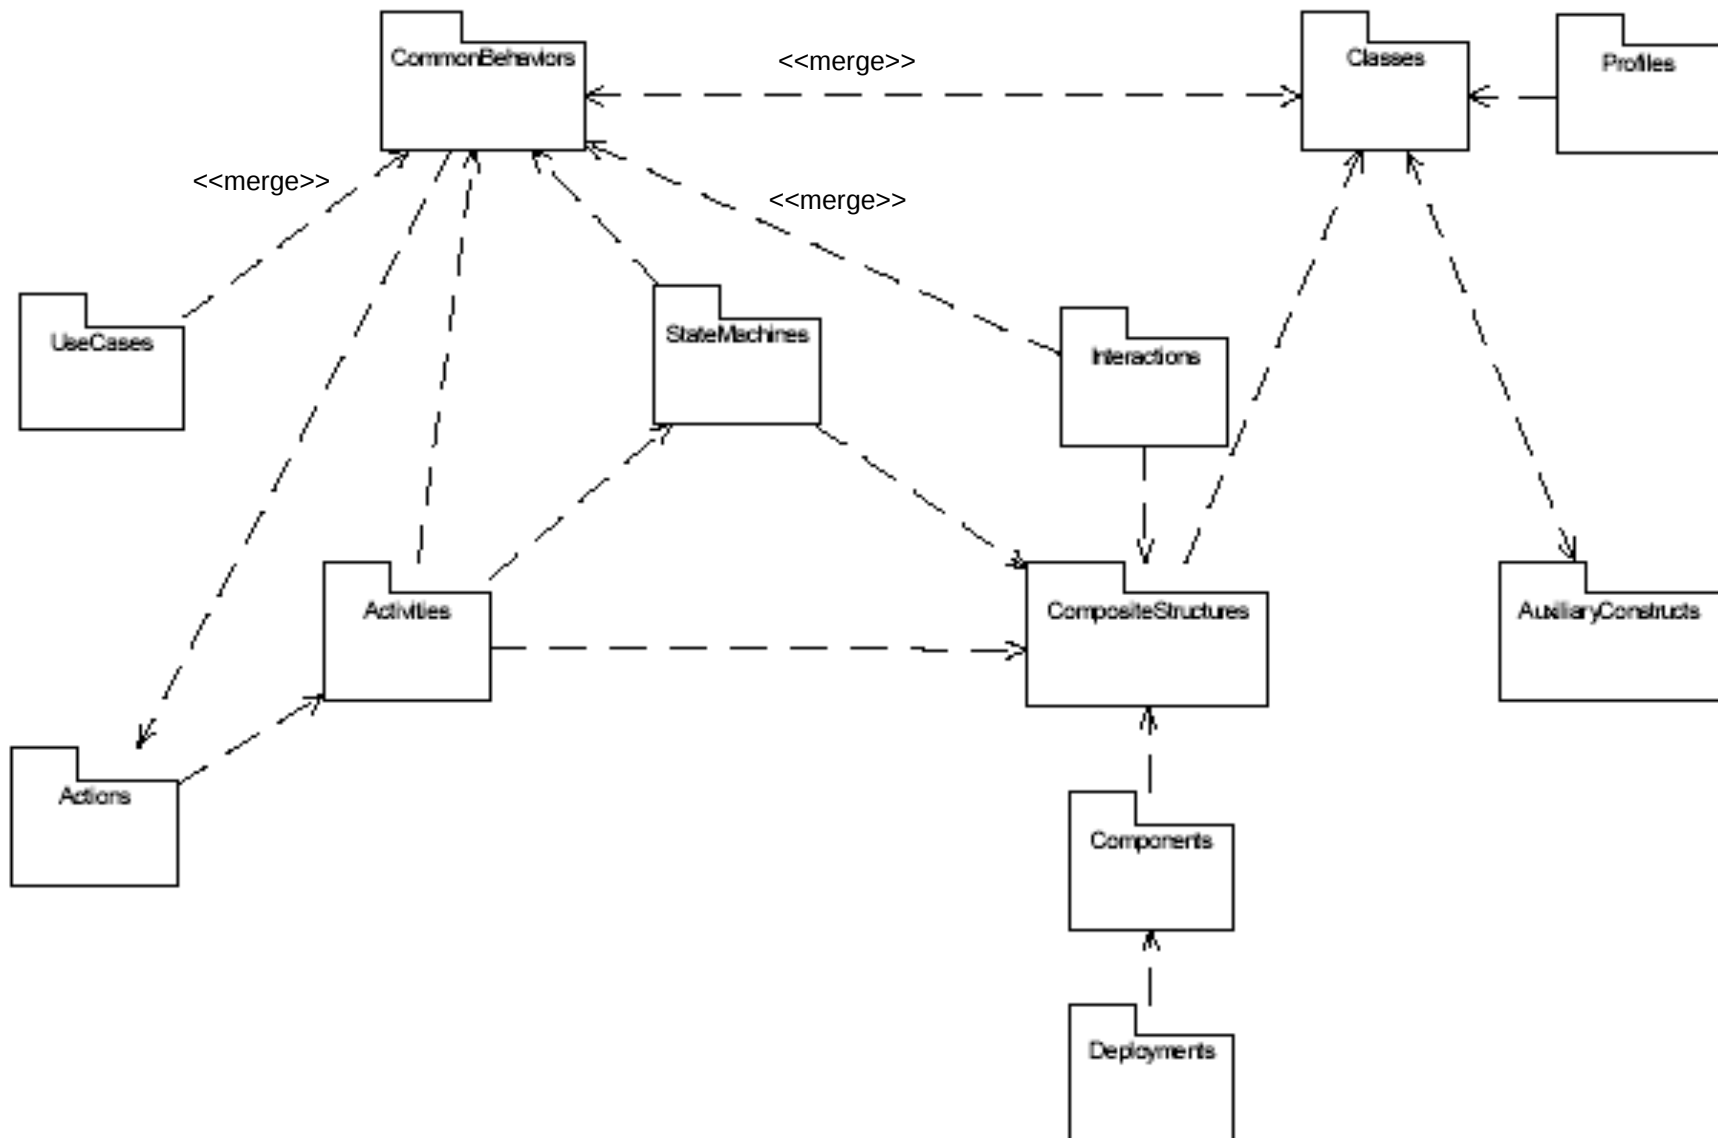 CommonBehaviors
<<merge>>
Classes
Profiles
<<merge>>
<<merge>>
UseCases
StateMachines
Interactions
Activities
CompositeStructures
AuxiliaryConstructs
Actions
Components
Deployments